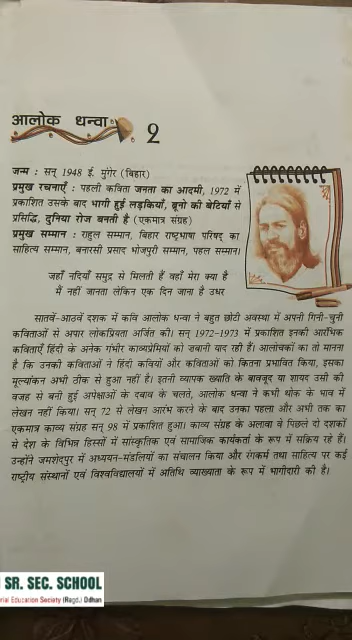 आलोक धन्वा
2
जन्म : सन् 1948 ई. मुंगेर (बिहार)
प्रमुख रचनाएँ : पहली कविता जनता का आदमी, 1972 में
प्रकाशित उसके बाद भागी हुई लड़कियाँ, ब्रूनो की बेटियाँ से
प्रसिद्धि, दुनिया रोज़ बनती है (एकमात्र संग्रह)
प्रमुख सम्मान : राहुल सम्मान, बिहार राष्ट्रभाषा परिषद् का
साहित्य सम्मान, बनारसी प्रसाद भोजपुरी सम्मान, पहल सम्मान।
जहाँ नदियाँ समुद्र से मिलती हैं वहाँ मेरा क्या है
मैं नहीं जानता लेकिन एक दिन जाना है उधर
सातवें-आठवें दशक में कवि आलोक धन्वा ने बहुत छोटी अवस्था में अपनी गिनी-चुनी
कविताओं से अपार लोकप्रियता अर्जित की। सन् 1972-1973 में प्रकाशित इनकी आरंभिक
कविताएँ हिंदी के अनेक गंभीर काव्यप्रेमियों को ज़बानी याद रही हैं। आलोचकों का तो मानना
है कि उनकी कविताओं ने हिंदी कवियों और कविताओं को कितना प्रभावित किया, इसका
मूल्यांकन अभी ठीक से हुआ नहीं है। इतनी व्यापक ख्याति के बावजूद या शायद उसी की
वजह से बनी हुई अपेक्षाओं के दबाव के चलते, आलोक धन्वा ने कभी थोक के भाव में
लेखन नहीं किया। सन् 72 से लेखन आरंभ करने के बाद उनका पहला और अभी तक का
एकमात्र काव्य संग्रह सन् 98 में प्रकाशित हुआ। काव्य संग्रह के अलावा वे पिछले दो दशकों
से देश के विभिन्न हिस्सों में सांस्कृतिक एवं सामाजिक कार्यकर्ता के रूप में सक्रिय रहे हैं।
उन्होंने जमशेदपुर में अध्ययन-मंडलियों का संचालन किया और रंगकर्म तथा साहित्य पर कई
राष्ट्रीय संस्थानों एवं विश्वविद्यालयों में अतिथि व्याख्याता के रूप में भागीदारी की है।
SR. SEC. SCHOOL
Education Society (Regd.) Didhan